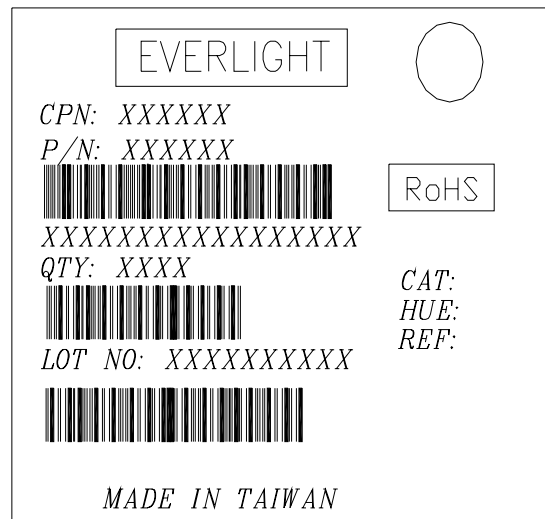 EVERLIGHT
CPN: XXXXXX
P/N: XXXXXX
RoHS
XXXXXXXXXXXXXXXXX
QTY: XXXX
CAT:
HUE:
REF:
LOT NO: XXXXXXXXXX
MADE IN TAIWAN